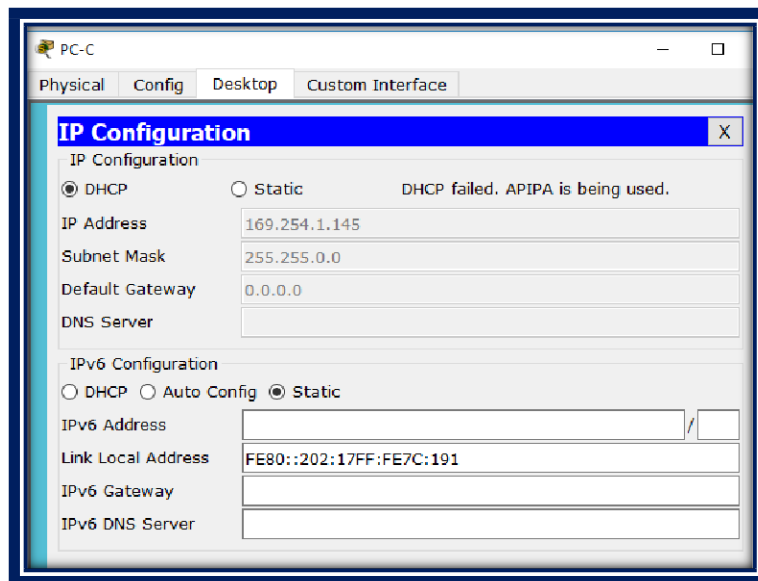 PC-C
Physical Config Desktop Custom Interface
IP Configuration X
IP Configuration
DHCP Static DHCP failed. APIPA is being used.
IP Address 169.254.1.145
Subnet Mask 255.255.0.0
Default Gateway 0.0.0.0
DNS Server
IPv6 Configuration
DHCP Auto Config Static
IPv6 Address /
Link Local Address FE80::202:17FF:FE7C:191
IPv6 Gateway
IPv6 DNS Server